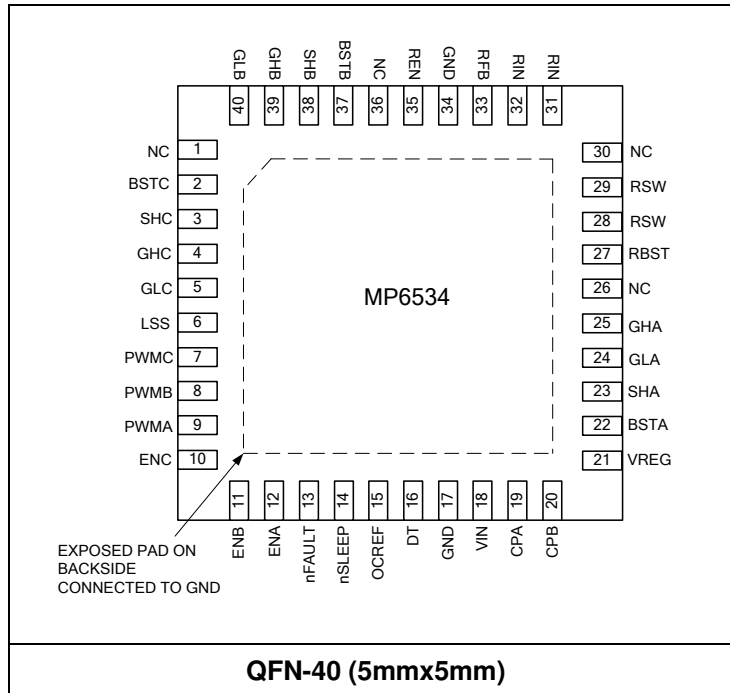 GLB GHB SHB BSTB NC REN GND RFB RIN RIN
40 39 38 37 36 35 34 33 32 31
NC 1
BSTC 2
SHC 3
GHC 4
GLC 5
LSS 6
PWMC 7
PWMB 8
PWMA 9
ENC 10
MP6534
30 NC
29 RSW
28 RSW
27 RBST
26 NC
25 GHA
24 GLA
23 SHA
22 BSTA
21 VREG
11 12 13 14 15 16 17 18 19 20
ENB ENA nFAULT nSLEEP OCREF DT GND VIN CPA CPB
EXPOSED PAD ON
BACKSIDE
CONNECTED TO GND
QFN-40 (5mmx5mm)